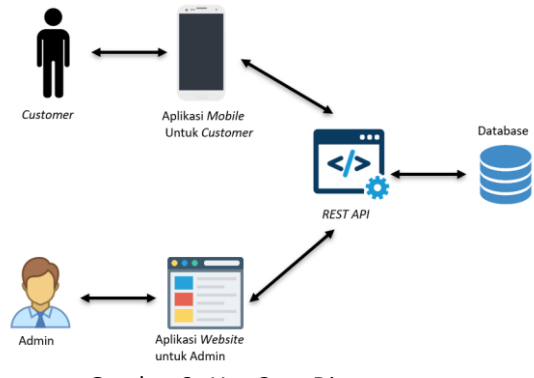 Customer
Aplikasi Mobile
Untuk Customer
Database
</>
REST API
Admin
Aplikasi Website
untuk Admin